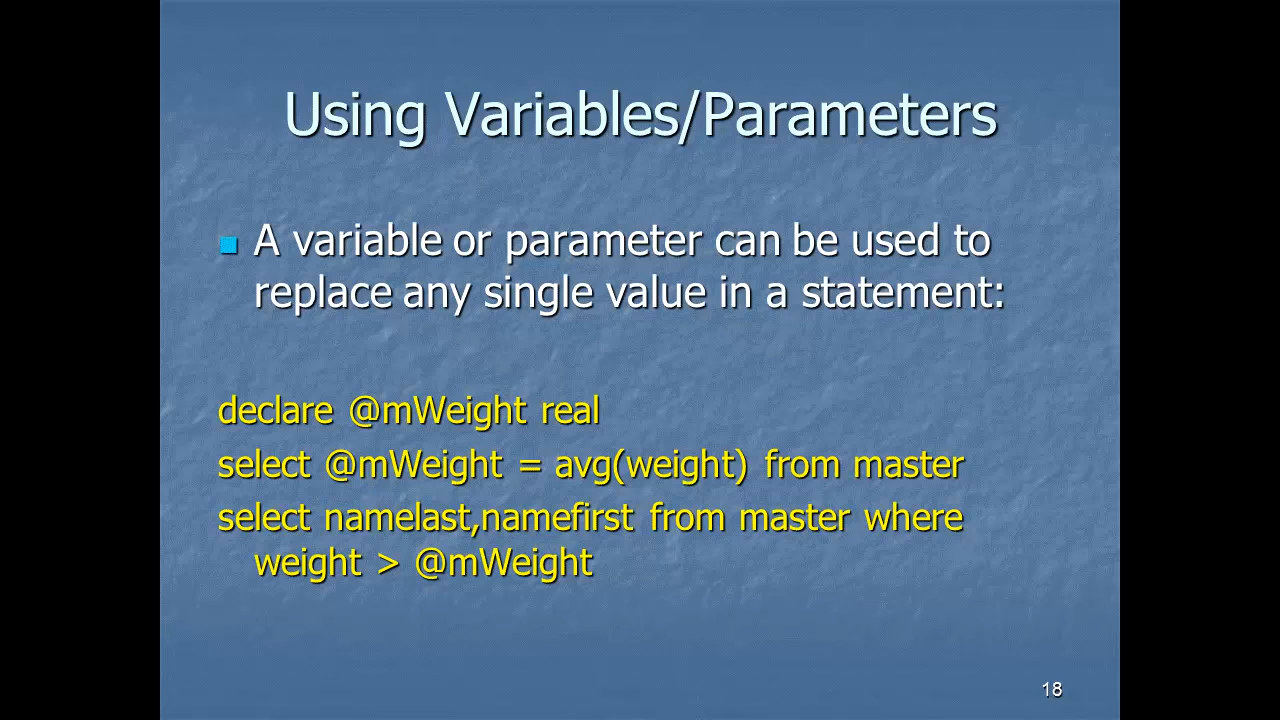 Using Variables/Parameters
A variable or parameter can be used to
replace any single value in a statement:
declare @mWeight real
select @mWeight = avg(weight) from master
select namelast,namefirst from master where
weight > @mWeight
18